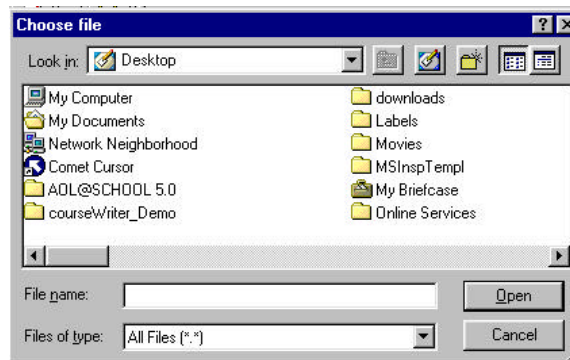 Choose file
Look in: Desktop
My Computer
My Documents
Network Neighborhood
Comet Cursor
AOL@SCHOOL 5.0
courseWriter_Demo
downloads
Labels
Movies
MSInspTempl
My Briefcase
Online Services
File name:
Open
Files of type: All Files (*.*)
Cancel